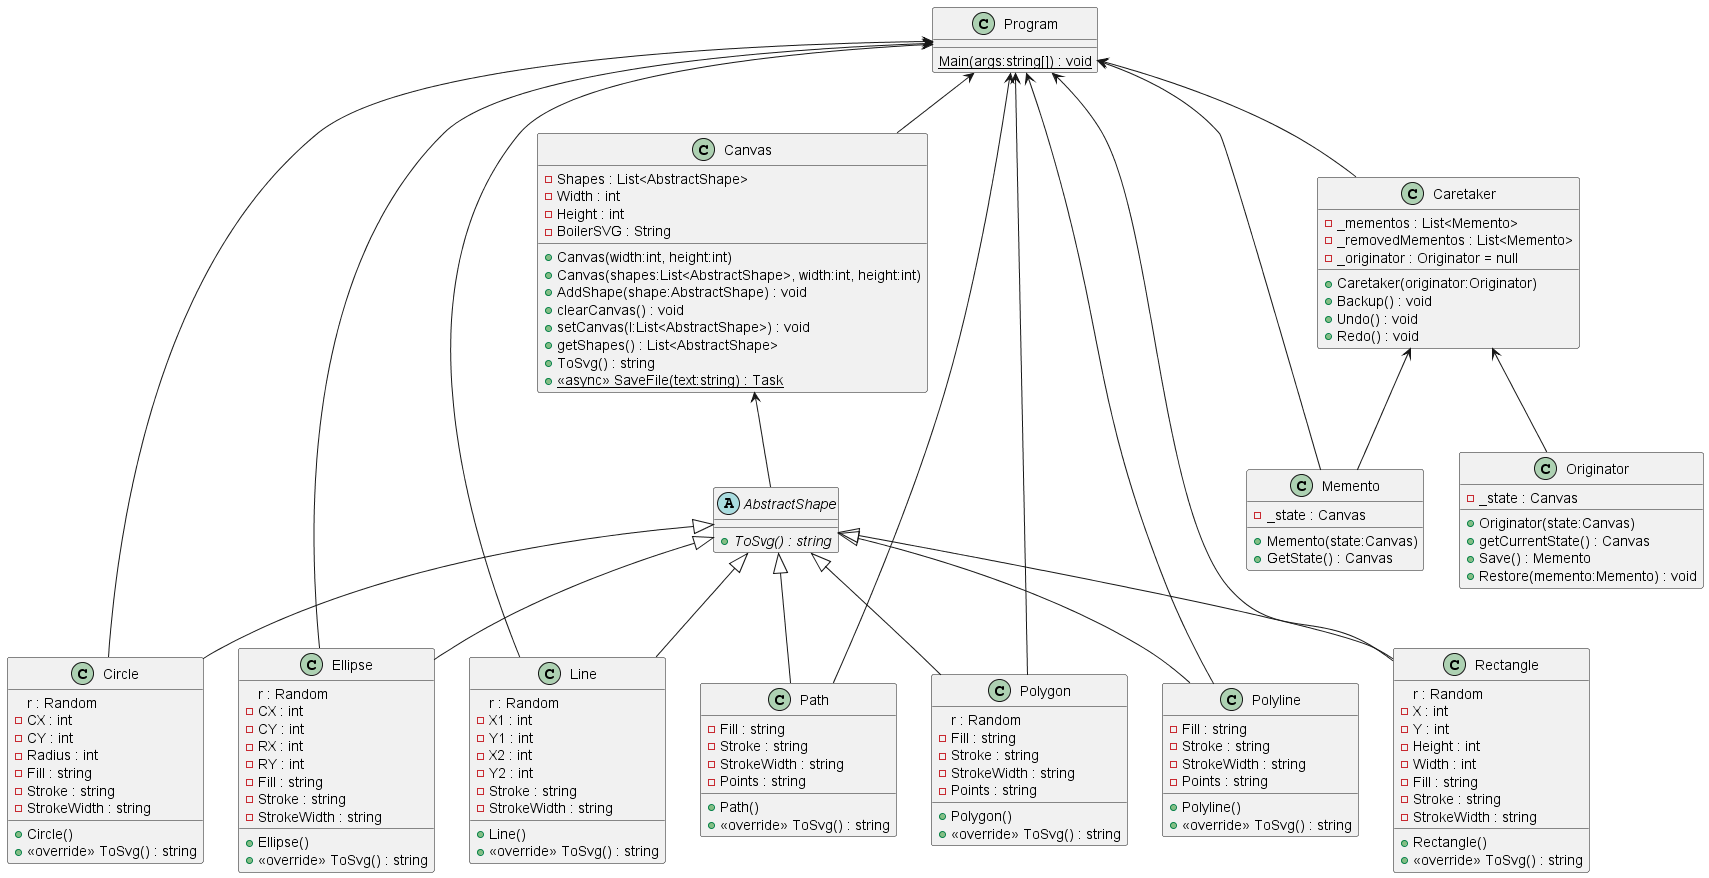 C Program
Main(args:string[]) : void
C Canvas
Shapes : List<AbstractShape>
Width : int
Height : int
BoilerSVG : String
Canvas(width:int, height:int)
Canvas(shapes:List<AbstractShape>, width:int, height:int)
AddShape(shape:AbstractShape) : void
clearCanvas() : void
setCanvas(l:List<AbstractShape>) : void
getShapes() : List<AbstractShape>
ToSvg() : string
«async» SaveFile(text:string) : Task
C Caretaker
_mementos : List<Memento>
_removedMementos : List<Memento>
_originator : Originator = null
Caretaker(originator:Originator)
Backup() : void
Undo() : void
Redo() : void
A AbstractShape
ToSvg() : string
C Memento
_state : Canvas
Memento(state:Canvas)
GetState() : Canvas
C Originator
_state : Canvas
Originator(state:Canvas)
getCurrentState() : Canvas
Save() : Memento
Restore(memento:Memento) : void
C Circle
r : Random
CX : int
CY : int
Radius : int
Fill : string
Stroke : string
StrokeWidth : string
Circle()
«override» ToSvg() : string
C Ellipse
r : Random
CX : int
CY : int
RX : int
RY : int
Fill : string
Stroke : string
StrokeWidth : string
Ellipse()
«override» ToSvg() : string
C Line
r : Random
X1 : int
Y1 : int
X2 : int
Y2 : int
Stroke : string
StrokeWidth : string
Line()
«override» ToSvg() : string
C Path
Fill : string
Stroke : string
StrokeWidth : string
Points : string
Path()
«override» ToSvg() : string
C Polygon
r : Random
Fill : string
Stroke : string
StrokeWidth : string
Points : string
Polygon()
«override» ToSvg() : string
C Polyline
Fill : string
Stroke : string
StrokeWidth : string
Points : string
Polyline()
«override» ToSvg() : string
C Rectangle
r : Random
X : int
Y : int
Height : int
Width : int
Fill : string
Stroke : string
StrokeWidth : string
Rectangle()
«override» ToSvg() : string